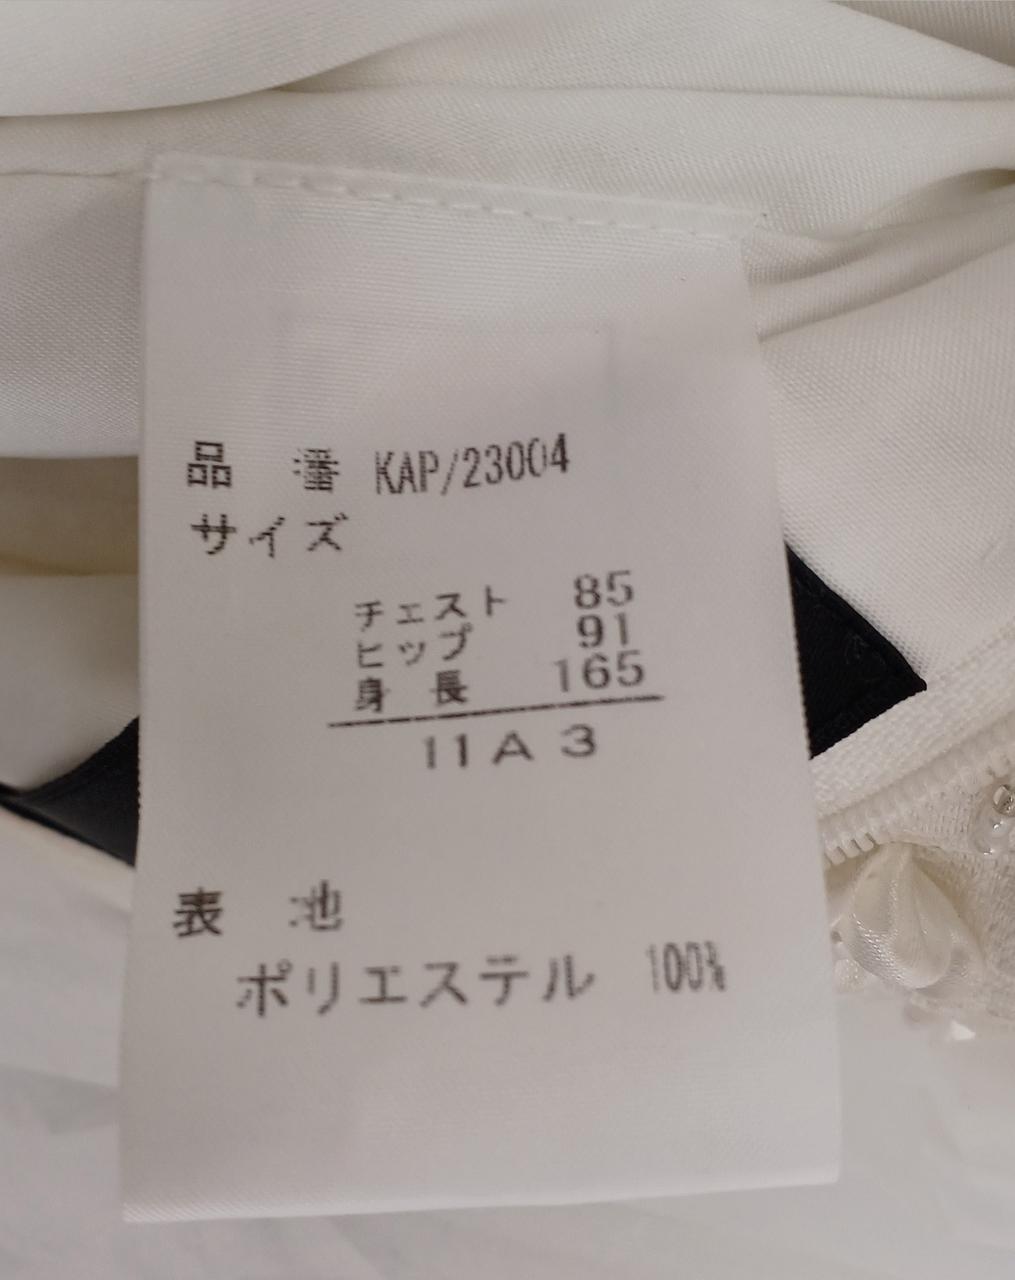 品 番 KAP/23004
サイズ
チェスト 85
ヒップ 91
身長 165
11A3
表 地
ポリエステル 100%